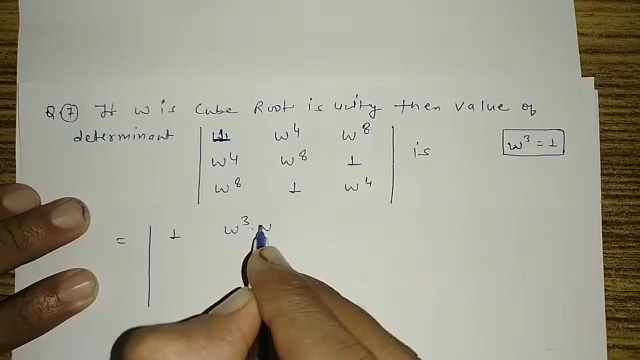 Q.7 If w is Cube Root is unity then value of
determinant | 1 w⁴ w⁸ | is w³ = 1
| w⁴ w⁸ 1 |
| w⁸ 1 w⁴ |
= | 1 w³.w